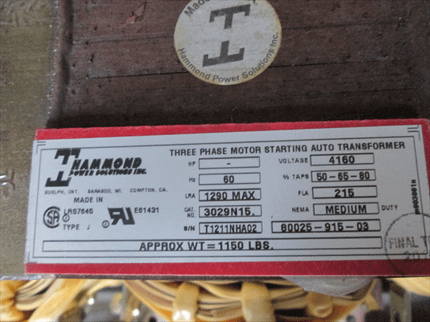 Made
Hammond Power Solutions Inc.
HAMMOND
POWER SOLUTIONS INC.
GUELPH, ONT. BARABOO, WI. COMPTON, CA.
MADE IN
LR57645 E61431
TYPE J
THREE PHASE MOTOR STARTING AUTO TRANSFORMER
HP - VOLTAGE 4160
Hz 60 % TAPS 50-65-80
LRA 1290 MAX FLA 215
CAT. NO. 3029N15. NEMA MEDIUM DUTY
S/N T1211NHA02 80025-915-03
APPROX WT = 1150 LBS.
FINAL